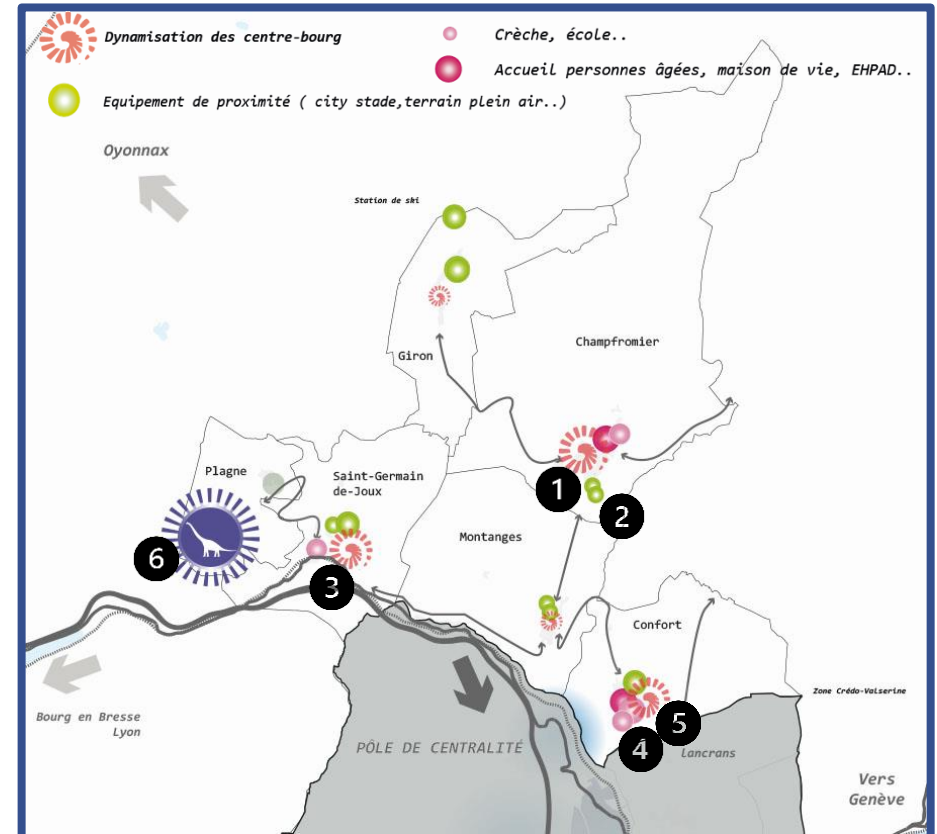 Dynamisation des centre-bourg
Crèche, école..
Accueil personnes âgées, maison de vie, EHPAD..
Equipement de proximité ( city stade,terrain plein air..)
Oyonnax
Station de ski
Champfromier
Giron
Plagne
Saint-Germain
de-Joux
1
2
Montanges
6
3
Confort
Zone Crédo-Valserine
5
4
lancrans
Bourg en Bresse
Lyon
PÔLE DE CENTRALITÉ
Vers
Genève